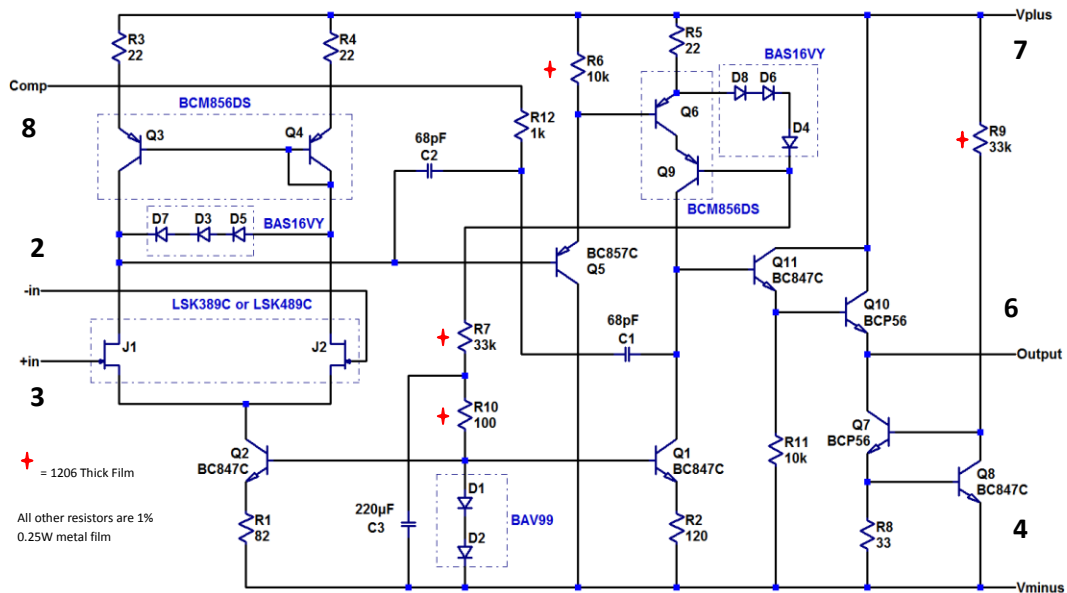 Vplus
7
R3
22
R4
22
R6
10k
R5
22
BAS16VY
D8 D6
Comp
8
BCM856DS
Q3
Q4
R12
1k
68pF
C2
Q6
D4
R9
33k
Q9
BCM856DS
D7 D3 D5
BAS16VY
2
BC857C
Q5
Q11
BC847C
-in
LSK389C or LSK489C
Q10
BCP56
6
J1
J2
R7
33k
68pF
C1
Output
+in
3
R10
100
Q7
BCP56
R11
10k
Q2
BC847C
Q1
BC847C
Q8
BC847C
= 1206 Thick Film
D1
BAV99
220µF
C3
All other resistors are 1%
0.25W metal film
R1
82
D2
R2
120
R8
33
4
Vminus